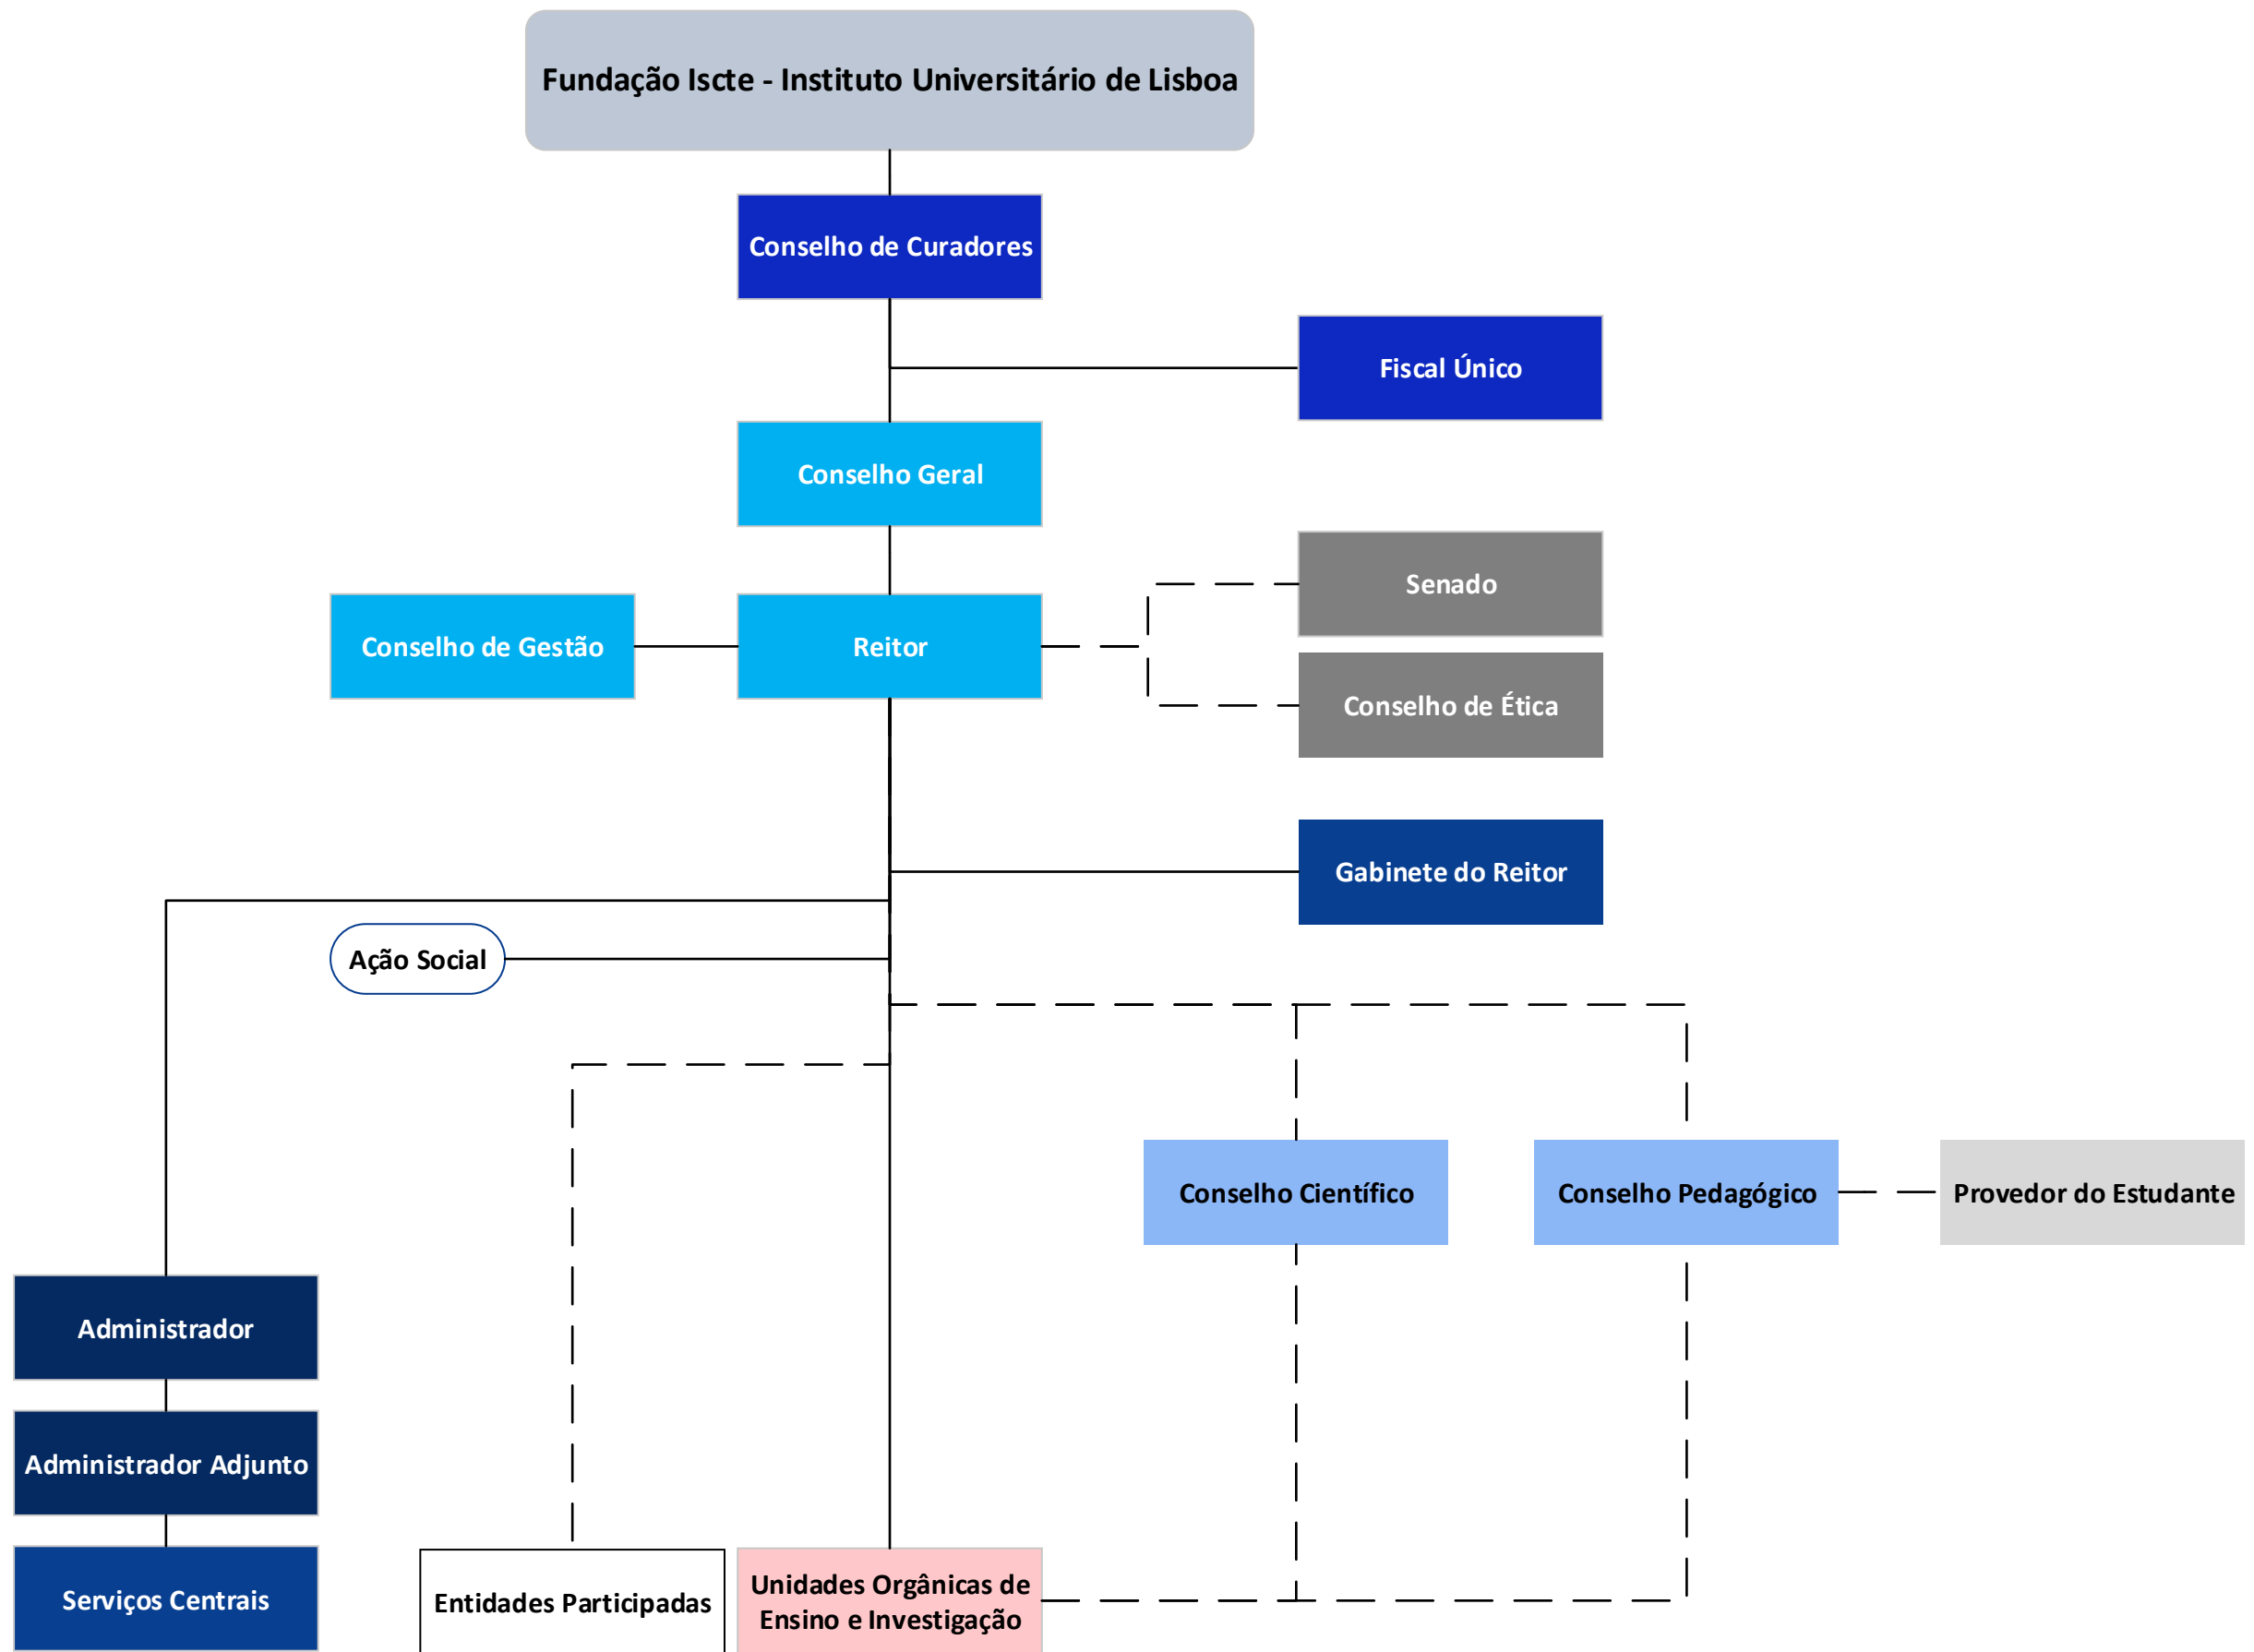 Fundação Iscte - Instituto Universitário de Lisboa
Conselho de Curadores
Fiscal Único
Conselho Geral
Senado
Conselho de Gestão
Reitor
Conselho de Ética
Gabinete do Reitor
Ação Social
Conselho Científico
Conselho Pedagógico
Provedor do Estudante
Administrador
Administrador Adjunto
Serviços Centrais
Entidades Participadas
Unidades Orgânicas de
Ensino e Investigação